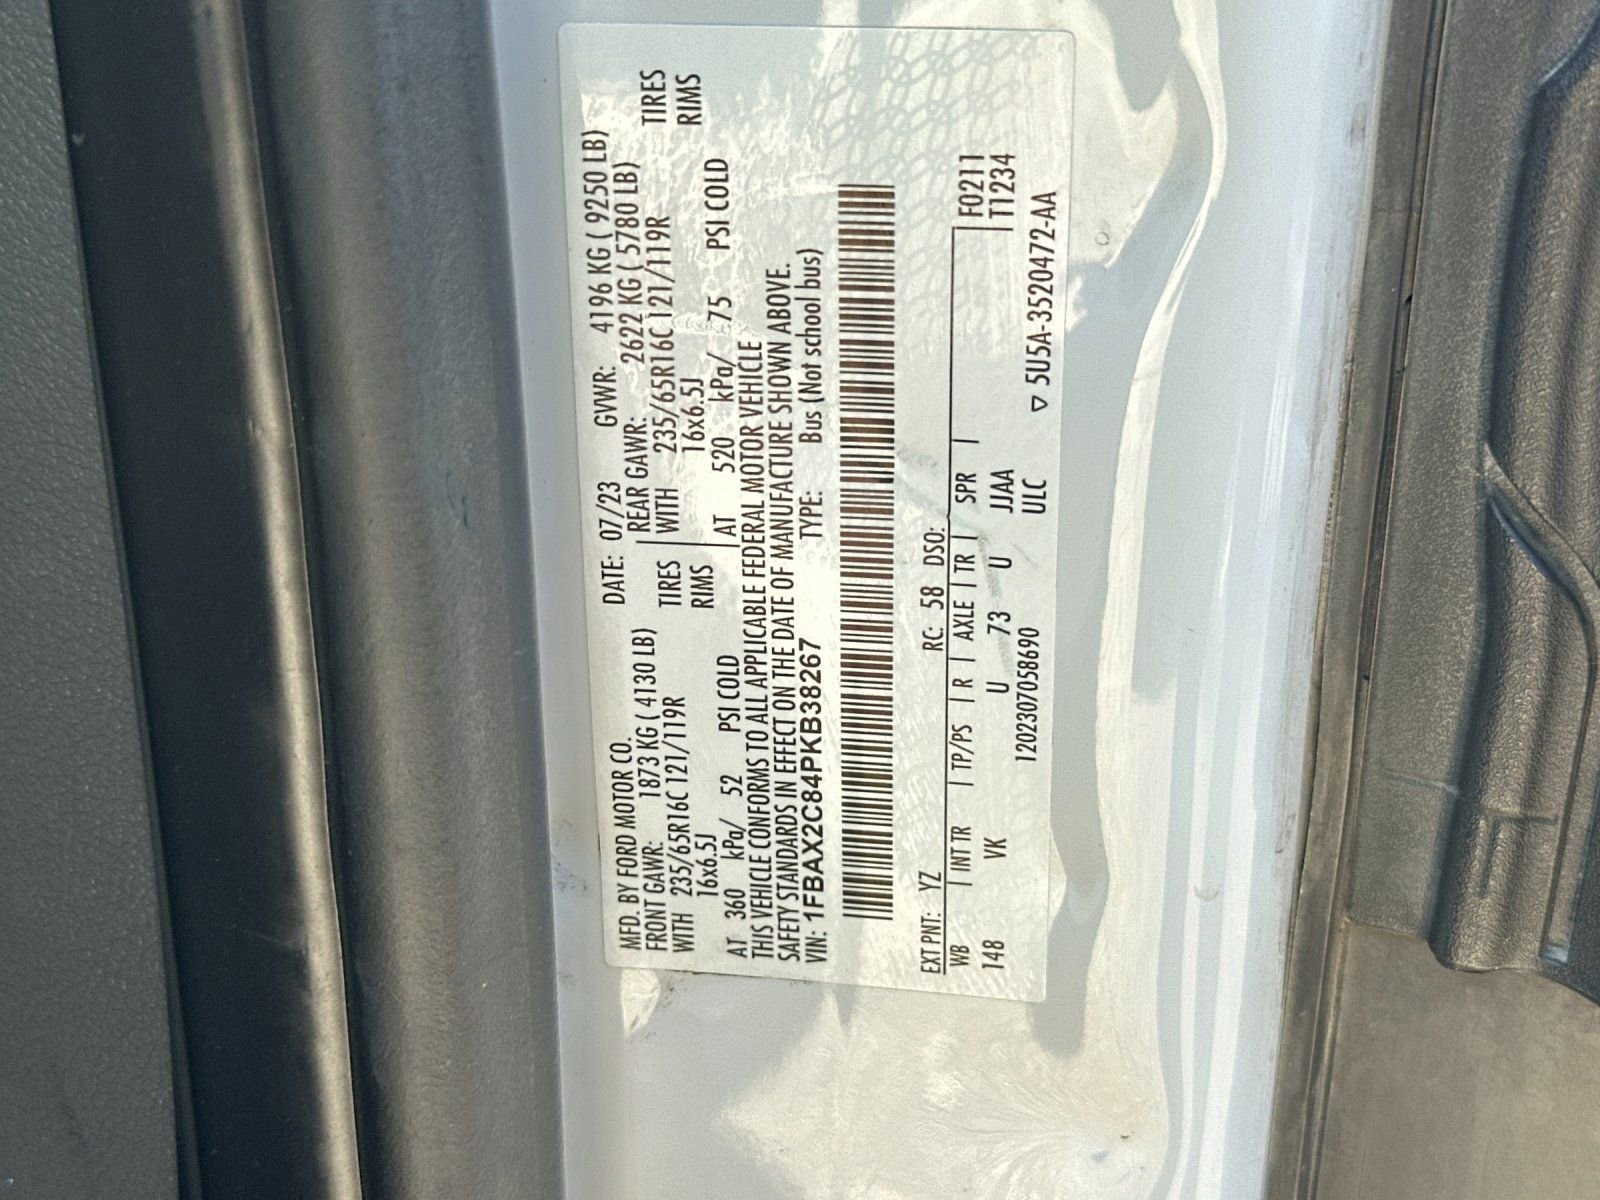 MFD. BY FORD MOTOR CO. DATE: 07/23 GVWR: 4196 KG ( 9250 LB)
FRONT GAWR: 1873 KG ( 4130 LB) REAR GAWR: 2622 KG ( 5780 LB)
WITH 235/65R16C 121/119R TIRES WITH 235/65R16C 121/119R TIRES
16x6.5J RIMS 16x6.5J RIMS
AT 360 kPa/ 52 PSI COLD AT 520 kPa/ 75 PSI COLD
THIS VEHICLE CONFORMS TO ALL APPLICABLE FEDERAL MOTOR VEHICLE
SAFETY STANDARDS IN EFFECT ON THE DATE OF MANUFACTURE SHOWN ABOVE.
VIN: 1FBAX2C84PKB38267 TYPE: Bus (Not school bus)
EXT PNT: YZ RC: 58 DSO:
WB INT TR TP/PS R AXLE TR SPR F0211
148 VK U 73 U JJAA T1234
1202307058690 ULC ▽ 5U5A-3520472-AA